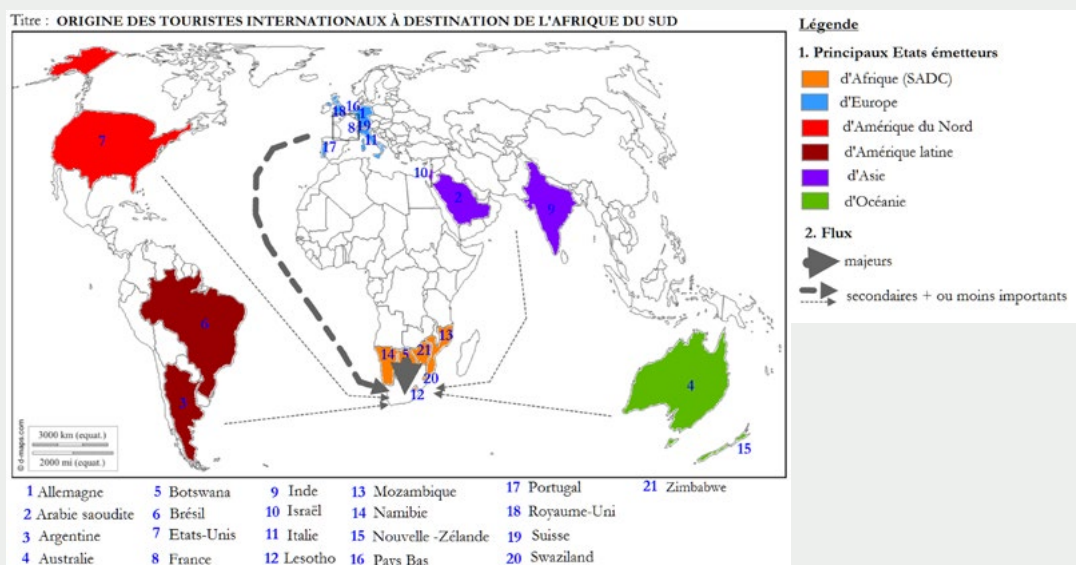 Titre : ORIGINE DES TOURISTES INTERNATIONAUX À DESTINATION DE L'AFRIQUE DU SUD
Légende
1. Principaux Etats émetteurs
d'Afrique (SADC)
d'Europe
d'Amérique du Nord
d'Amérique latine
d'Asie
d'Océanie
2. Flux
majeurs
secondaires + ou moins importants
16
18
1
19
8
11
17
7
10
2
9
6
13
14
5
21
20
12
3
4
15
3000 km (equat.)
2000 mi (equat.)
© d-maps.com
1 Allemagne
2 Arabie saoudite
3 Argentine
4 Australie
5 Botswana
6 Brésil
7 Etats-Unis
8 France
9 Inde
10 Israël
11 Italie
12 Lesotho
13 Mozambique
14 Namibie
15 Nouvelle -Zélande
16 Pays Bas
17 Portugal
18 Royaume-Uni
19 Suisse
20 Swaziland
21 Zimbabwe